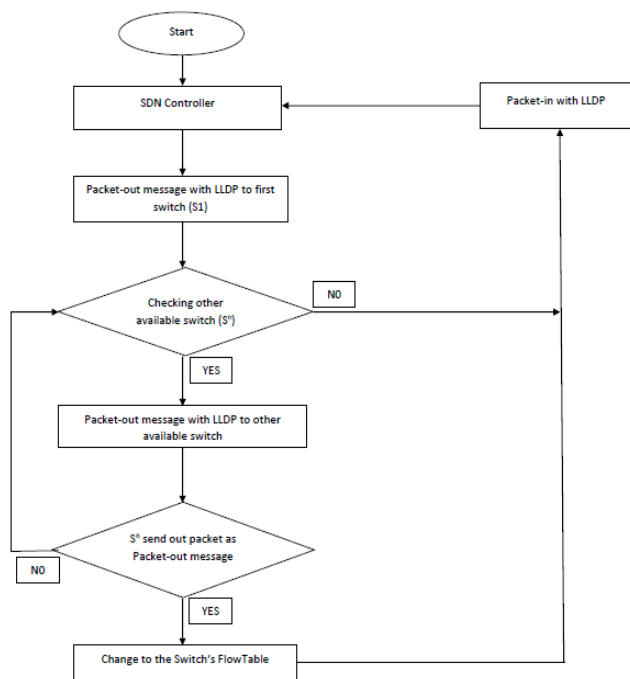 Start
SDN Controller
Packet-in with LLDP
Packet-out message with LLDP to first
switch (S1)
Checking other
available switch (Sⁿ)
N0
YES
Packet-out message with LLDP to other
available switch
Sⁿ send out packet as
Packet-out message
N0
YES
Change to the Switch's FlowTable